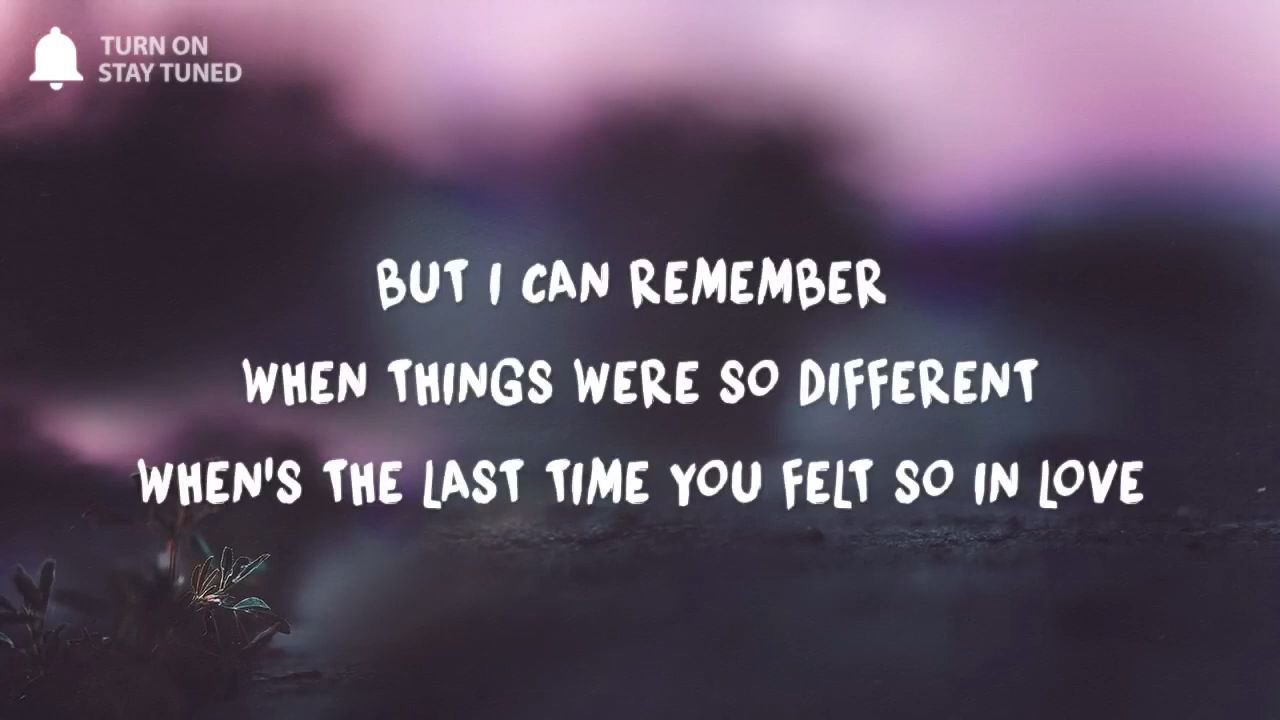 TURN ON
STAY TUNED
BUT I CAN REMEMBER
WHEN THINGS WERE SO DIFFERENT
WHEN'S THE LAST TIME YOU FELT SO IN LOVE